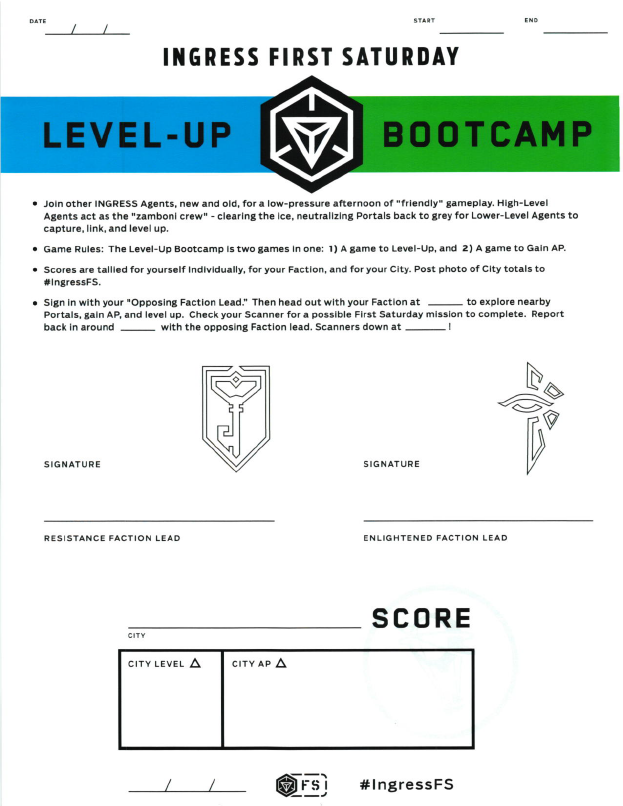 DATE / / START END
INGRESS FIRST SATURDAY
LEVEL-UP BOOTCAMP
• Join other INGRESS Agents, new and old, for a low-pressure afternoon of "friendly" gameplay. High-Level
Agents act as the "zamboni crew" - clearing the ice, neutralizing Portals back to grey for Lower-Level Agents to
capture, link, and level up.
• Game Rules: The Level-Up Bootcamp is two games in one: 1) A game to Level-Up, and 2) A game to Gain AP.
• Scores are tallied for yourself Individually, for your Faction, and for your City. Post photo of City totals to
#IngressFS.
• Sign in with your "Opposing Faction Lead." Then head out with your Faction at ______ to explore nearby
Portals, gain AP, and level up. Check your Scanner for a possible First Saturday mission to complete. Report
back in around ______ with the opposing Faction lead. Scanners down at ______ !
SIGNATURE
SIGNATURE
RESISTANCE FACTION LEAD
ENLIGHTENED FACTION LEAD
SCORE
CITY
CITY LEVEL Δ
CITY AP Δ
/ / FS #IngressFS